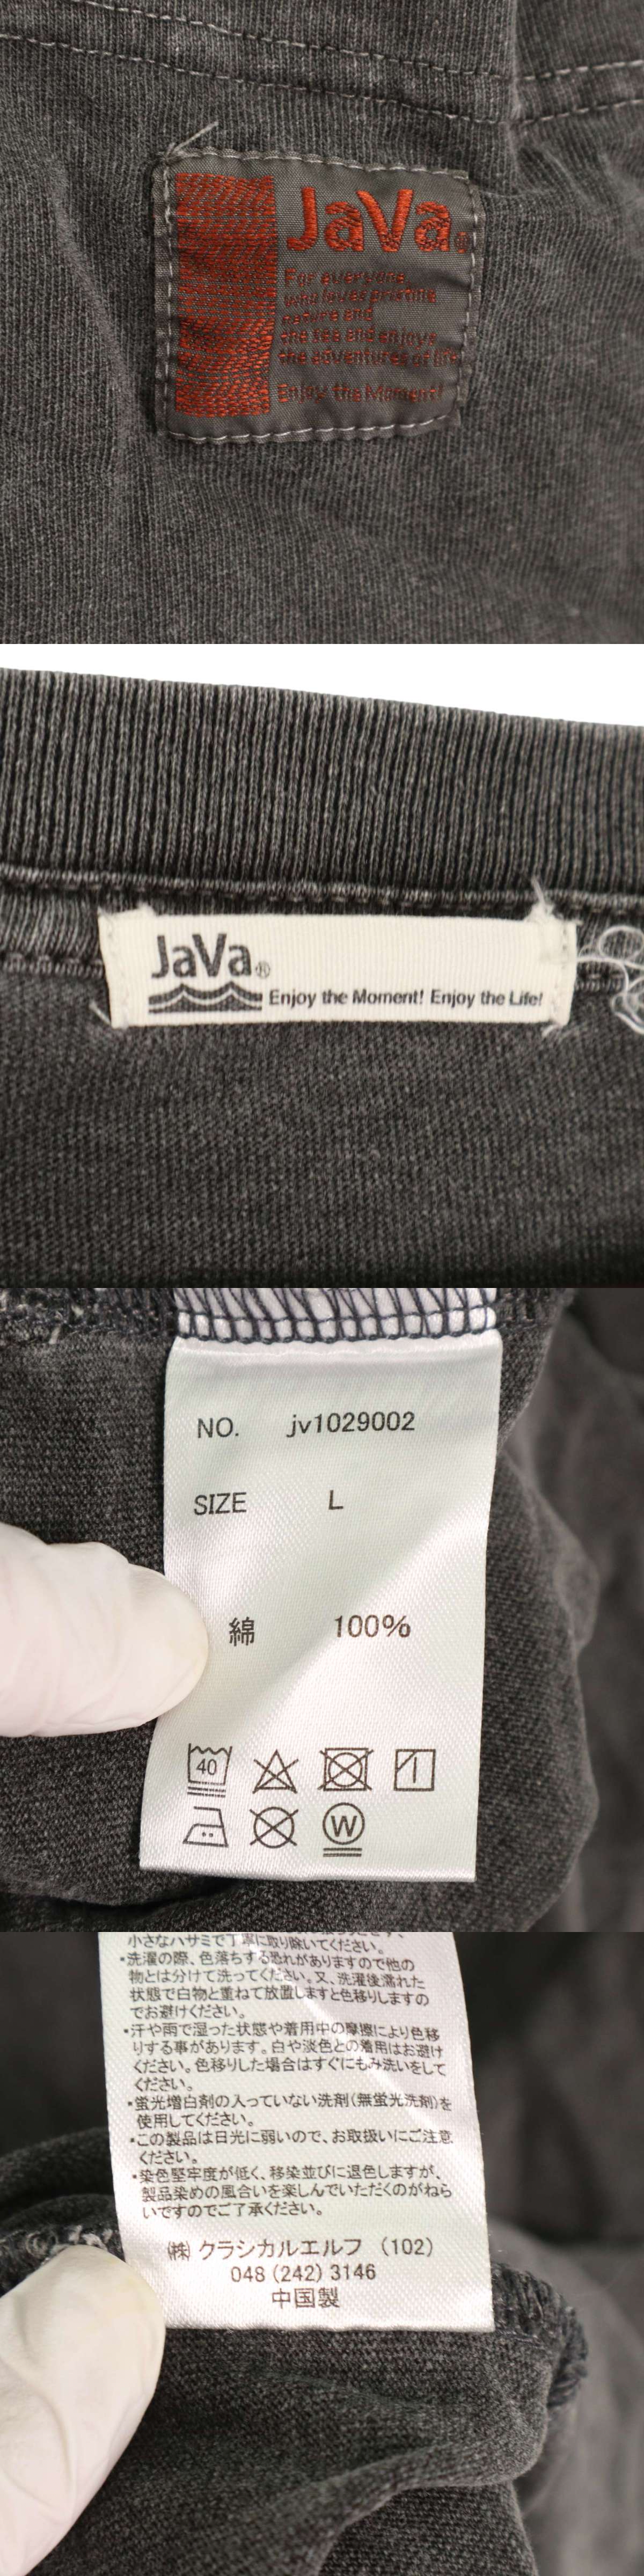 JaVa.®
For everyone
who loves pristine
nature and
the sea and enjoys
the adventures of life
Enjoy the Moment!
JaVa®
Enjoy the Moment! Enjoy the Life!
NO. jv1029002
SIZE L
綿 100%
40
W
小さなハサミで丁寧に取り除いてください。
・洗濯の際、色落ちする恐れがありますので他の
物とは分けて洗ってください。又、洗濯後濡れた
状態で白物と重ねて放置しますと色移りしますの
でお避けください。
・汗や雨で湿った状態や着用中の摩擦により色移
りする事があります。白や淡色との着用はお避け
ください。色移りした場合はすぐにもみ洗いをして
ください。
・蛍光増白剤の入っていない洗剤(無蛍光洗剤)を
使用してください。
・この製品は日光に弱いので、お取扱いにご注意
ください。
・染色堅牢度が低く、移染並びに退色しますが、
製品染めの風合いを楽しんでいただくのがねら
いですのでご了承ください。
㈱クラシカルエルフ (102)
048 (242) 3146
中国製